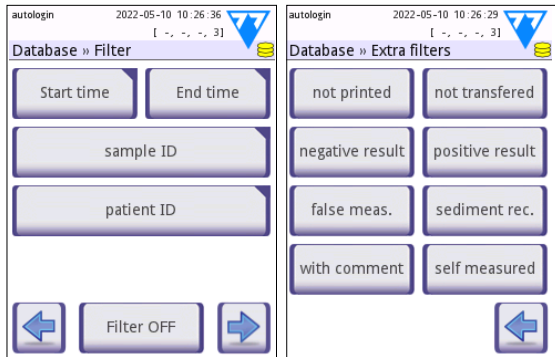 autologin 2022-05-10 10:26:36
[ -, -, -, 3]
Database » Filter
Start time End time
sample ID
patient ID
Filter OFF
autologin 2022-05-10 10:26:29
[ -, -, -, 3]
Database » Extra filters
not printed not transfered
negative result positive result
false meas. sediment rec.
with comment self measured